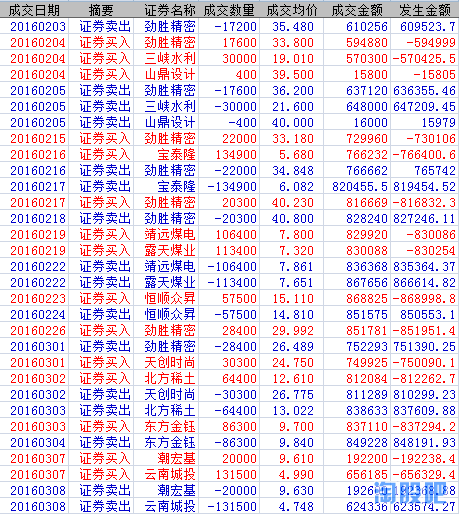 成交日期 摘要 证券名称 成交数量 成交均价 成交金额 发生金额
20160203 证券卖出 劲胜精密 -17200 35.480 610256 609523.7
20160204 证券买入 劲胜精密 17600 33.800 594880 -594999
20160204 证券买入 三峡水利 30000 19.010 570300 -570425.5
20160204 证券买入 山鼎设计 400 39.500 15800 -15805
20160205 证券卖出 劲胜精密 -17600 36.200 637120 636355.46
20160205 证券卖出 三峡水利 -30000 21.600 648000 647209.45
20160205 证券卖出 山鼎设计 -400 40.000 16000 15979
20160215 证券买入 劲胜精密 22000 33.180 729960 -730106
20160216 证券买入 宝泰隆 134900 5.680 766232 -766400.6
20160216 证券卖出 劲胜精密 -22000 34.848 766662 765742
20160217 证券卖出 宝泰隆 -134900 6.082 820455.5 819454.52
20160217 证券买入 劲胜精密 20300 40.230 816669 -816832.3
20160218 证券卖出 劲胜精密 -20300 40.800 828240 827246.11
20160219 证券买入 靖远煤电 106400 7.800 829920 -830086
20160219 证券买入 露天煤业 113400 7.320 830088 -830254
20160222 证券卖出 靖远煤电 -106400 7.861 836368 835364.37
20160222 证券卖出 露天煤业 -113400 7.651 867656 866614.82
20160223 证券买入 恒顺众昇 57500 15.110 868825 -868998.8
20160224 证券卖出 恒顺众昇 -57500 14.810 851575 850553.1
20160226 证券买入 劲胜精密 28400 29.992 851781 -851951.4
20160301 证券卖出 劲胜精密 -28400 26.489 752293 751390.25
20160301 证券买入 天创时尚 30300 24.750 749925 -750090.1
20160302 证券买入 北方稀土 64400 12.610 812084 -812262.7
20160302 证券卖出 天创时尚 -30300 26.775 811289 810299.23
20160303 证券卖出 北方稀土 -64400 13.022 838633 837609.88
20160303 证券买入 东方金钰 86300 9.700 837110 -837294.2
20160304 证券卖出 东方金钰 -86300 9.840 849228 848191.93
20160307 证券买入 潮宏基 20000 9.610 192200 -192238.4
20160307 证券买入 云南城投 131500 4.990 656185 -656329.4
20160308 证券卖出 潮宏基 -20000 9.630
20160308 证券卖出 云南城投 -131500 4.748 624336 623574.27
淘股吧